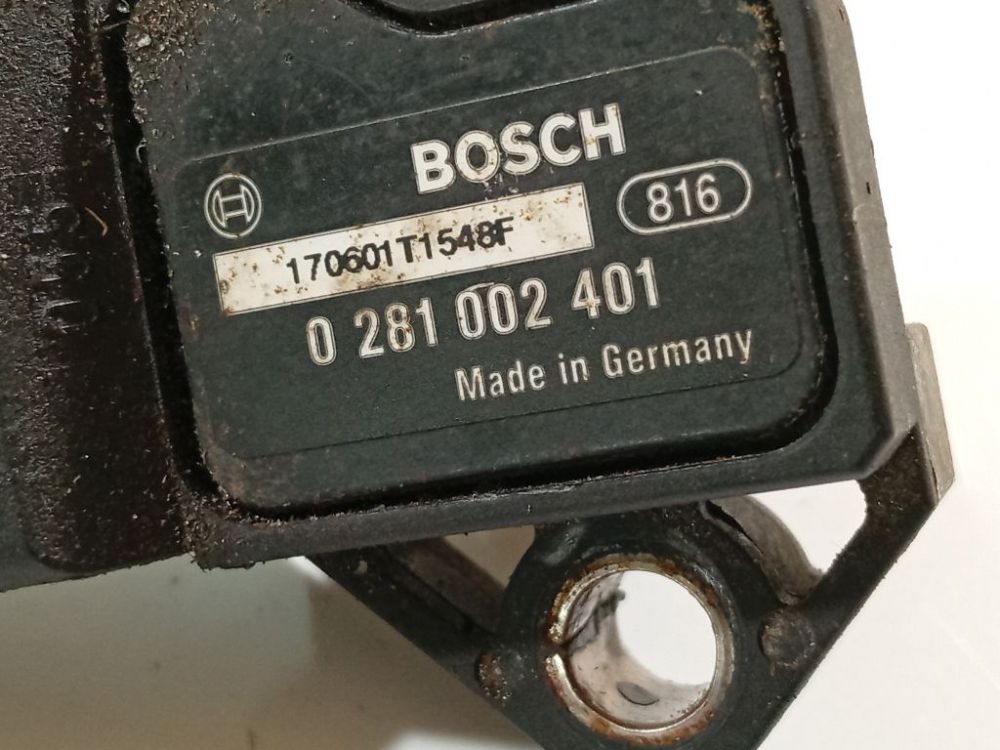 BOSCH
816
170601T1548F
0 281 002 401
Made in Germany